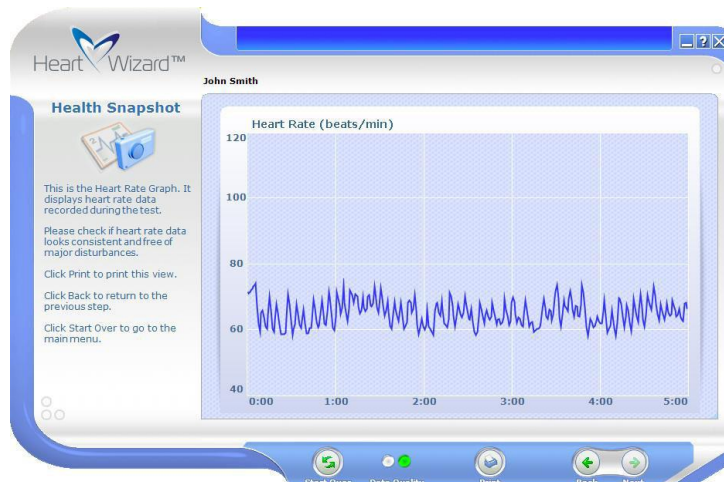 Heart Wizard™
John Smith
Health Snapshot
This is the Heart Rate Graph. It
displays heart rate data
recorded during the test.
Please check if heart rate data
looks consistent and free of
major disturbances.
Click Print to print this view.
Click Back to return to the
previous step.
Click Start Over to go to the
main menu.
Heart Rate (beats/min)
120
100
80
60
40
0:00 1:00 2:00 3:00 4:00 5:00
Start Over Data Quality Print Back Next